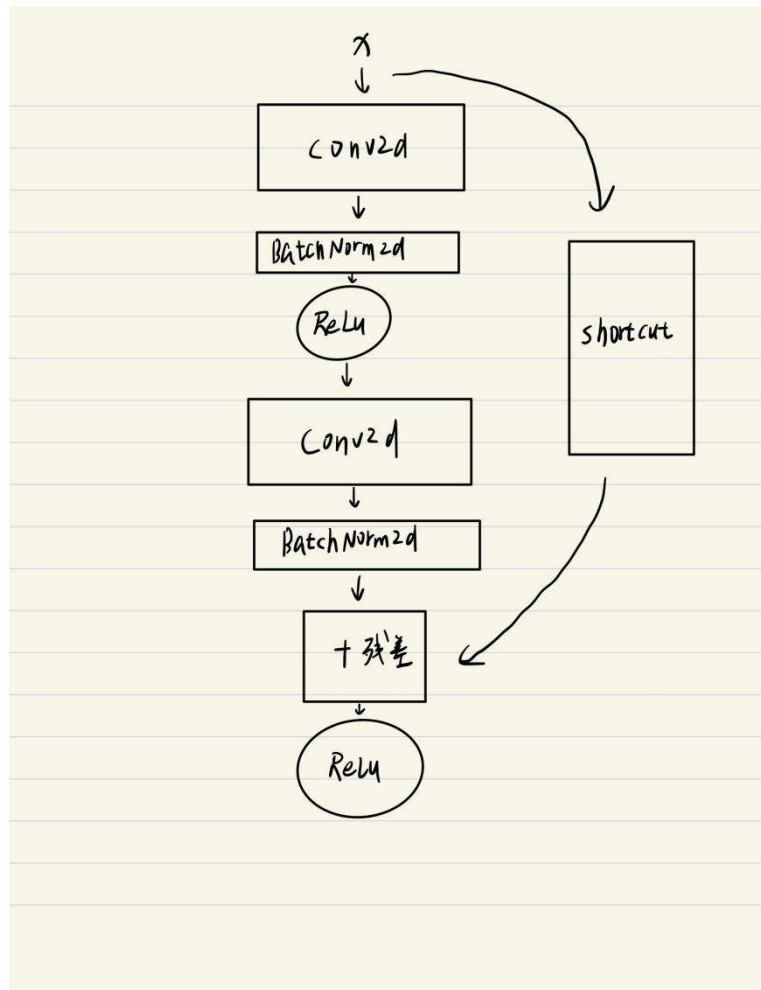 x
Conv2d
BatchNorm2d
ReLu
shortcut
Conv2d
BatchNorm2d
+ 残差
ReLu